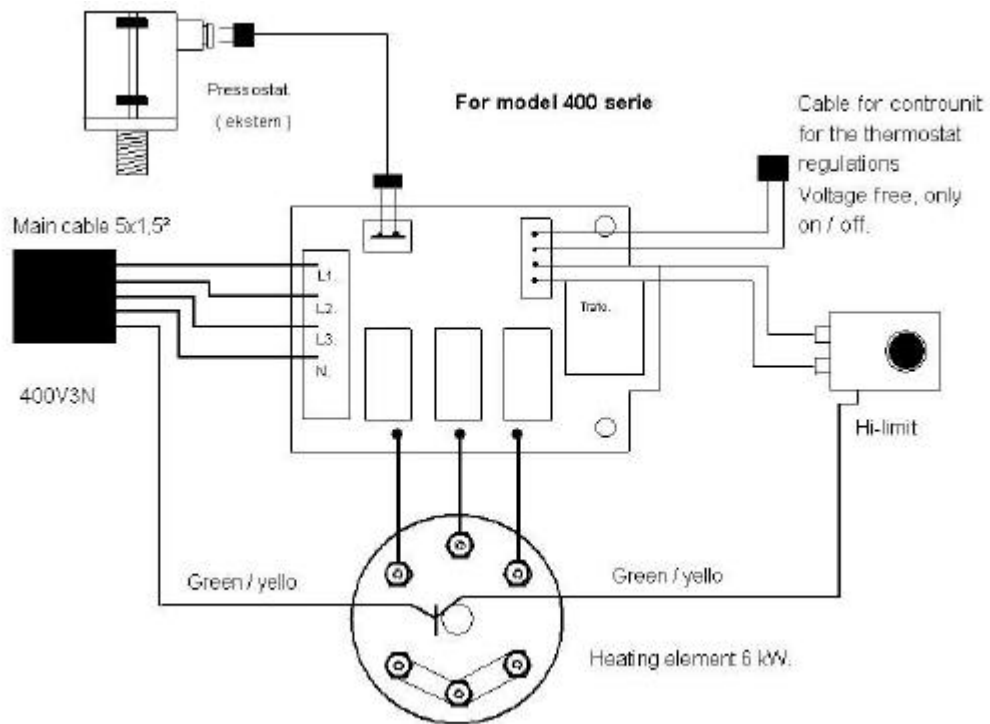 Pressostat.
( ekstern )
For model 400 serie
Cable for controunit
for the thermostat
regulations
Voltage free, only
on / off.
Main cable 5x1,5²
L1.
L2.
L3.
N.
Trafo.
400V3N
Hi-limit
Green / yello
Green / yello
Heating element 6 kW.